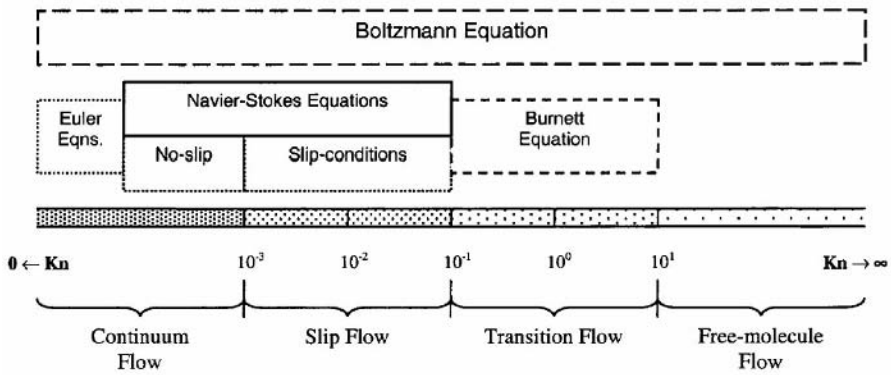 Boltzmann Equation
Euler
Eqns.
Navier-Stokes Equations
No-slip
Slip-conditions
Burnett
Equation
0 ← Kn
10⁻³
10⁻²
10⁻¹
10⁰
10¹
Kn → ∞
Continuum
Flow
Slip Flow
Transition Flow
Free-molecule
Flow